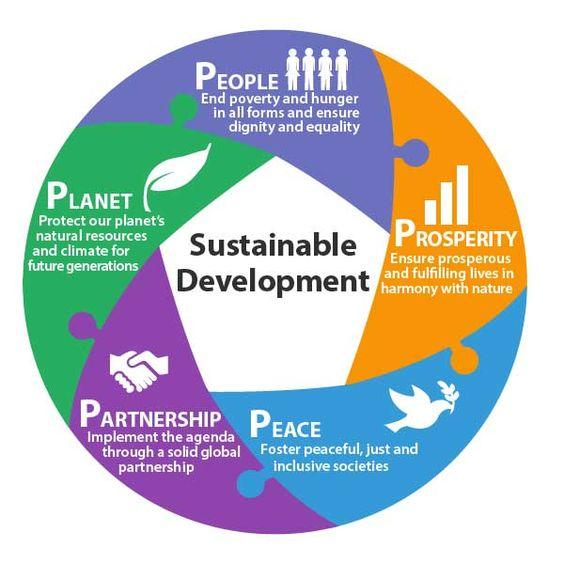 PEOPLE
End poverty and hunger
in all forms and ensure
dignity and equality
PROSPERITY
Ensure prosperous
and fulfilling lives in
harmony with nature
PEACE
Foster peaceful, just and
inclusive societies
PARTNERSHIP
Implement the agenda
through a solid global
partnership
PLANET
Protect our planet's
natural resources
and climate for
future generations
Sustainable
Development